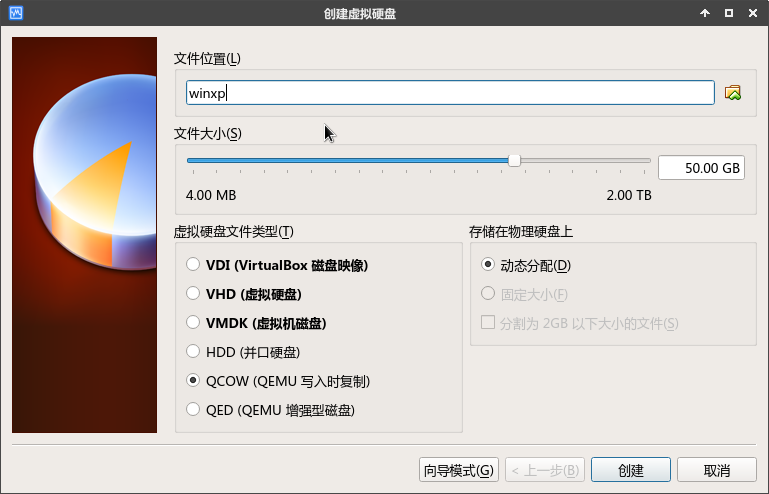 创建虚拟硬盘
文件位置(L)
winxp
文件大小(S)
50.00 GB
4.00 MB
2.00 TB
虚拟硬盘文件类型(T)
VDI (VirtualBox 磁盘映像)
VHD (虚拟硬盘)
VMDK (虚拟机磁盘)
HDD (并口硬盘)
QCOW (QEMU 写入时复制)
QED (QEMU 增强型磁盘)
存储在物理硬盘上
动态分配(D)
固定大小(F)
分割为 2GB 以下大小的文件(S)
向导模式(G)
< 上一步(B)
创建
取消